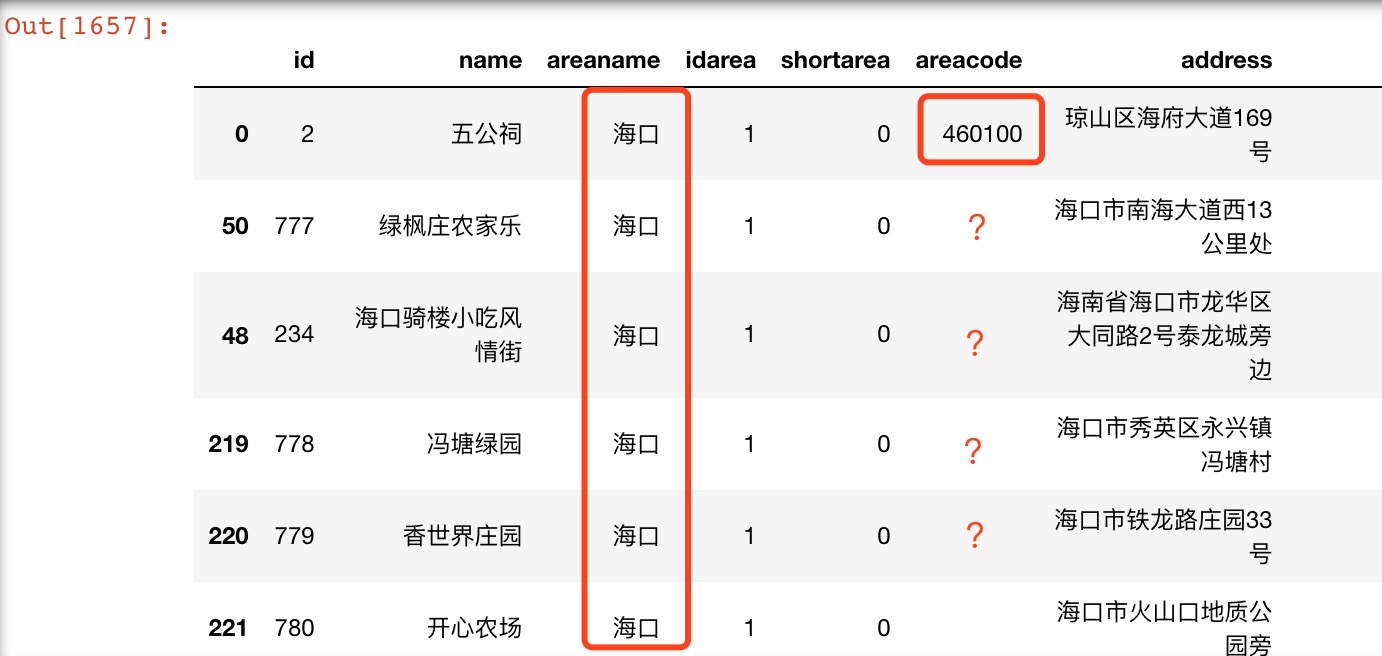 Out[1657]:
id name areaname idarea shortarea areacode address
0 2 五公祠 海口 1 0 460100 琼山区海府大道169
号
50 777 绿枫庄农家乐 海口 1 0 ? 海口市南海大道西13
公里处
48 234 海口骑楼小吃风
情街 海口 1 0 ? 海南省海口市龙华区
大同路2号泰龙城旁
边
219 778 冯塘绿园 海口 1 0 ? 海口市秀英区永兴镇
冯塘村
220 779 香世界庄园 海口 1 0 ? 海口市铁龙路庄园33
号
221 780 开心农场 海口 1 0 海口市火山口地质公
园旁